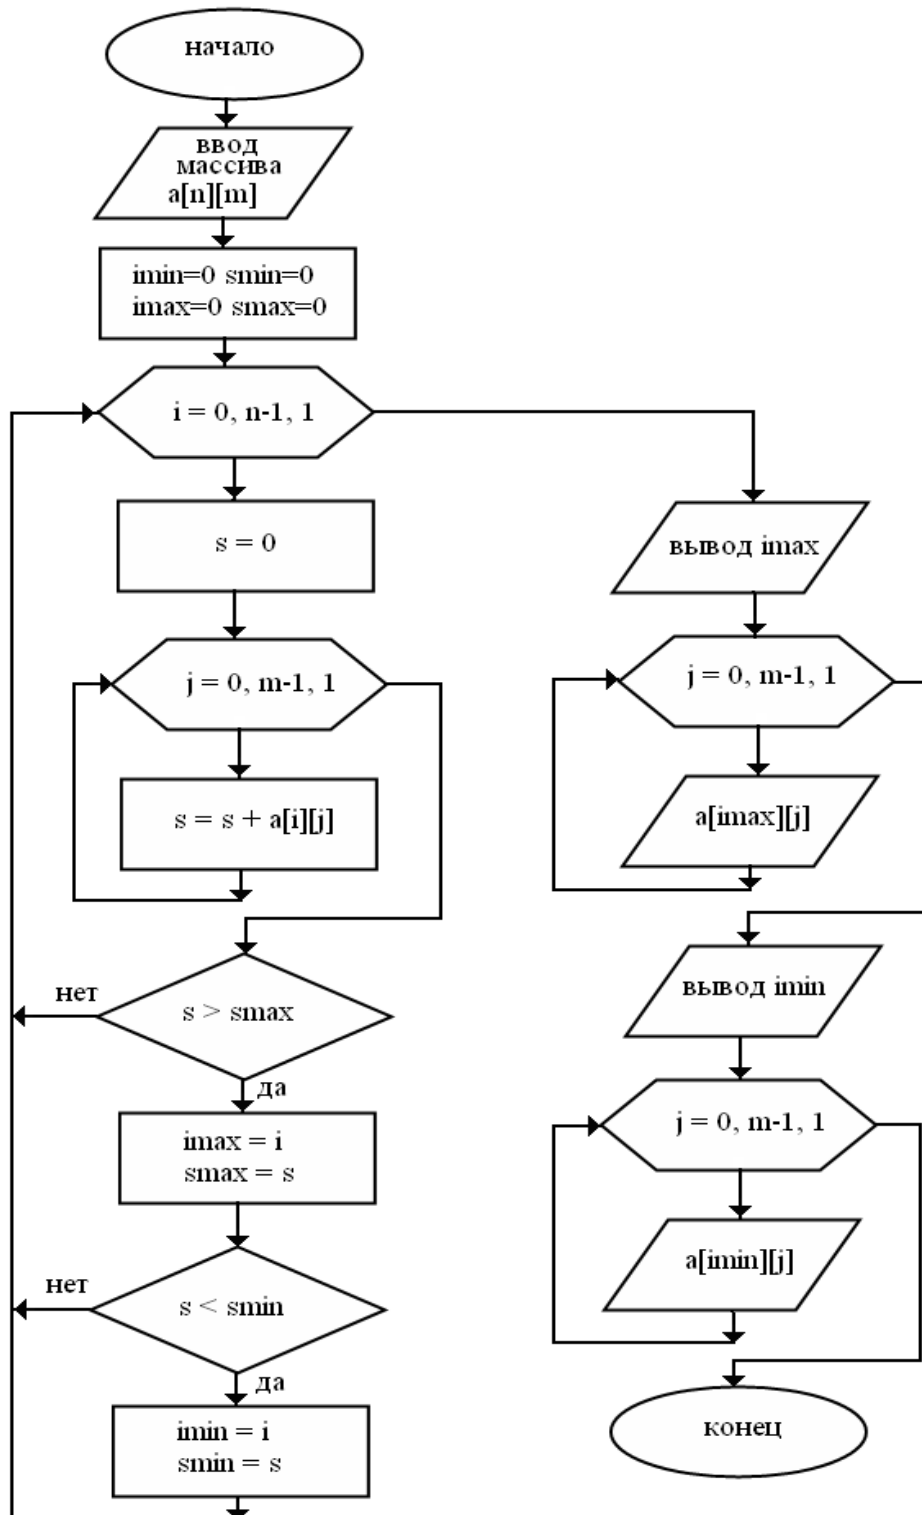 начало
ввод
массива
a[n][m]
imin=0 smin=0
imax=0 smax=0
i = 0, n-1, 1
s = 0
j = 0, m-1, 1
s = s + a[i][j]
s > smax
нет
да
imax = i
smax = s
s < smin
нет
да
imin = i
smin = s
вывод imax
j = 0, m-1, 1
a[imax][j]
вывод imin
j = 0, m-1, 1
a[imin][j]
конец